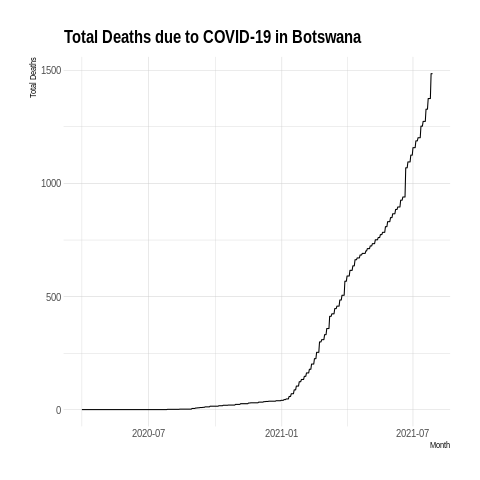 Total Deaths due to COVID-19 in Botswana
Total Deaths
1500
1000
500
0
2020-07
2021-01
2021-07
Month